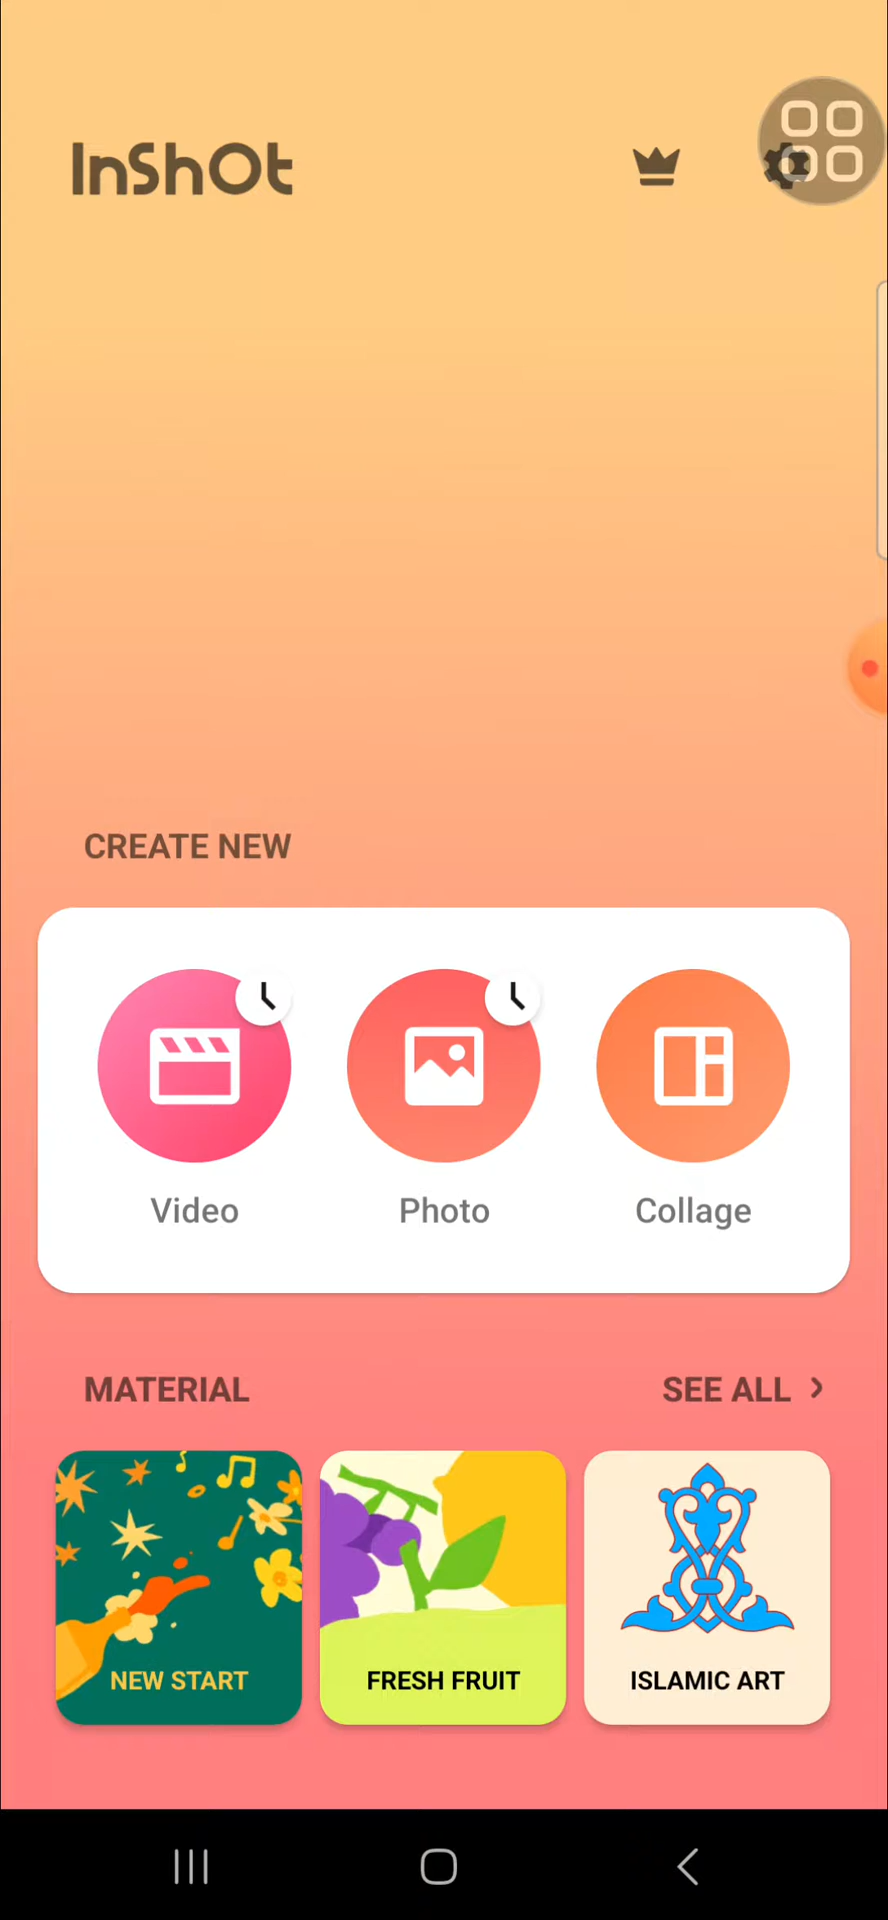 InShOt
CREATE NEW
Video
Photo
Collage
MATERIAL
SEE ALL
NEW START
FRESH FRUIT
ISLAMIC ART